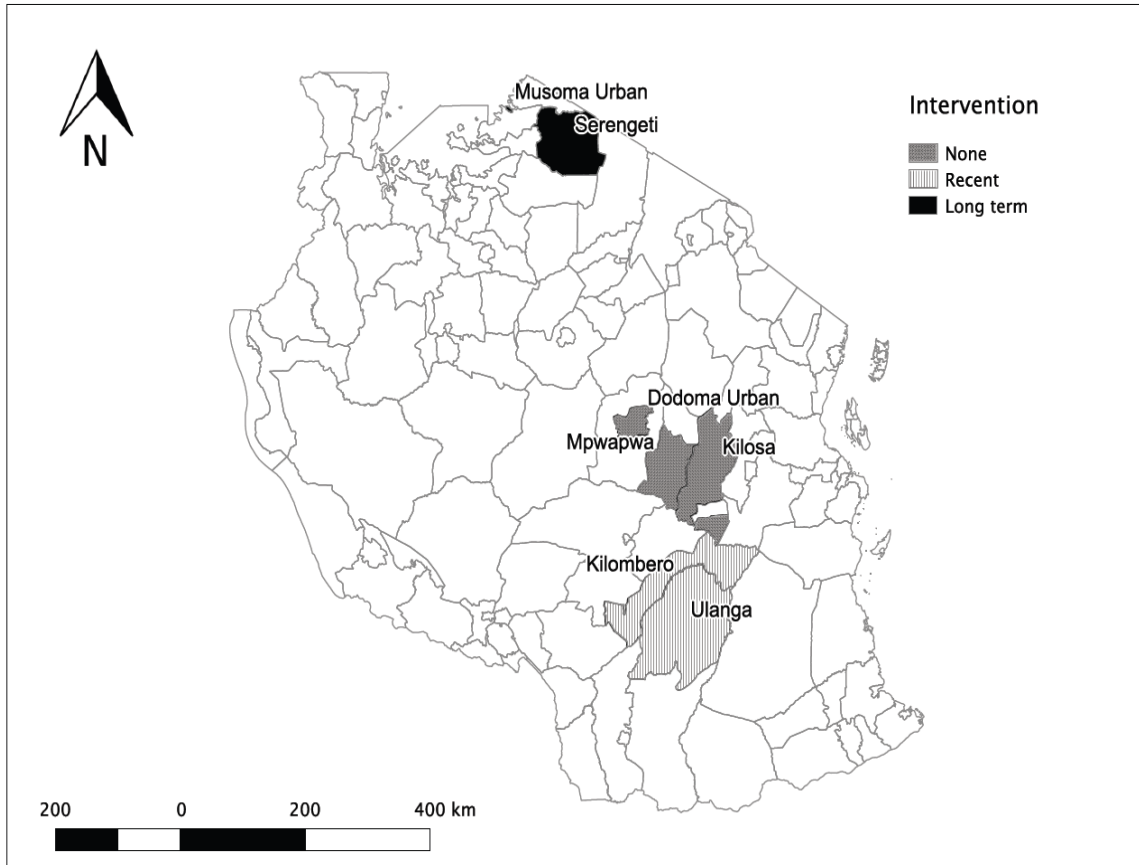 Musoma Urban
Serengeti
Intervention
None
Recent
Long term
N
Dodoma Urban
Mpwapwa
Kilosa
Kilombero
Ulanga
200 0 200 400 km